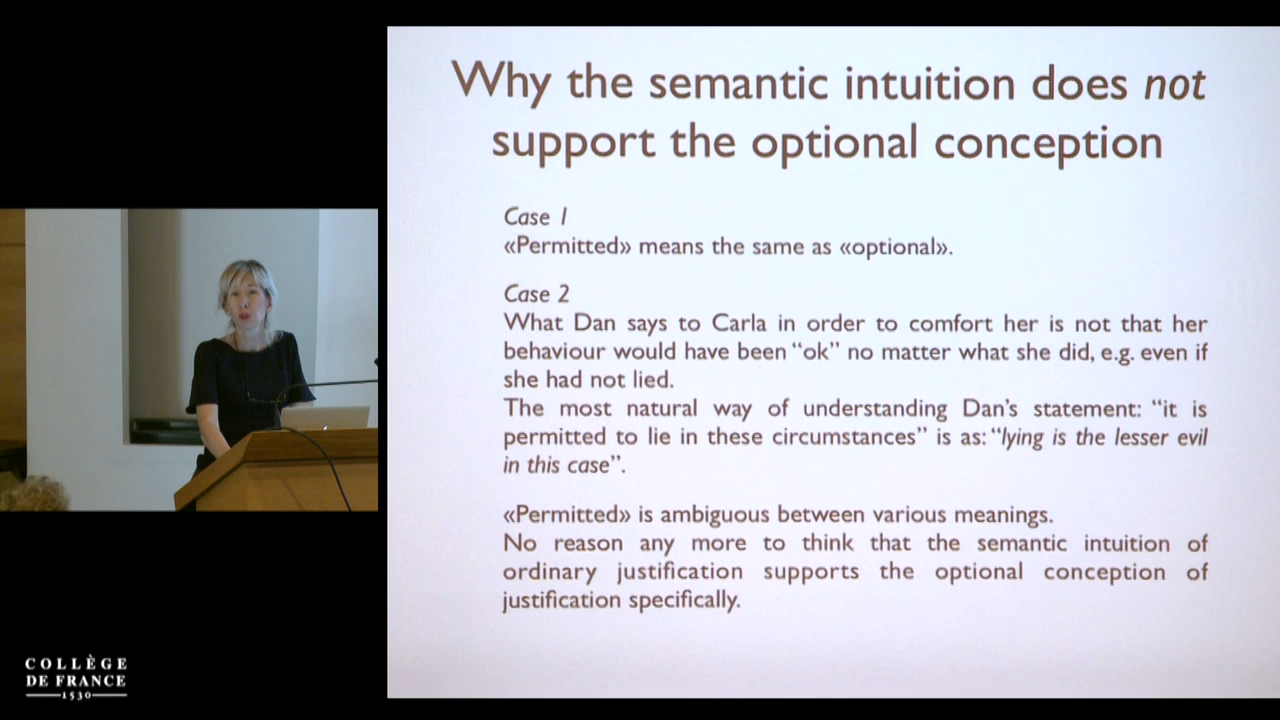 Why the semantic intuition does not
support the optional conception
Case 1
«Permitted» means the same as «optional».
Case 2
What Dan says to Carla in order to comfort her is not that her
behaviour would have been “ok” no matter what she did, e.g. even if
she had not lied.
The most natural way of understanding Dan’s statement: “it is
permitted to lie in these circumstances” is as: “lying is the lesser evil
in this case”.
«Permitted» is ambiguous between various meanings.
No reason any more to think that the semantic intuition of
ordinary justification supports the optional conception of
justification specifically.
COLLÈGE
DE FRANCE
1530